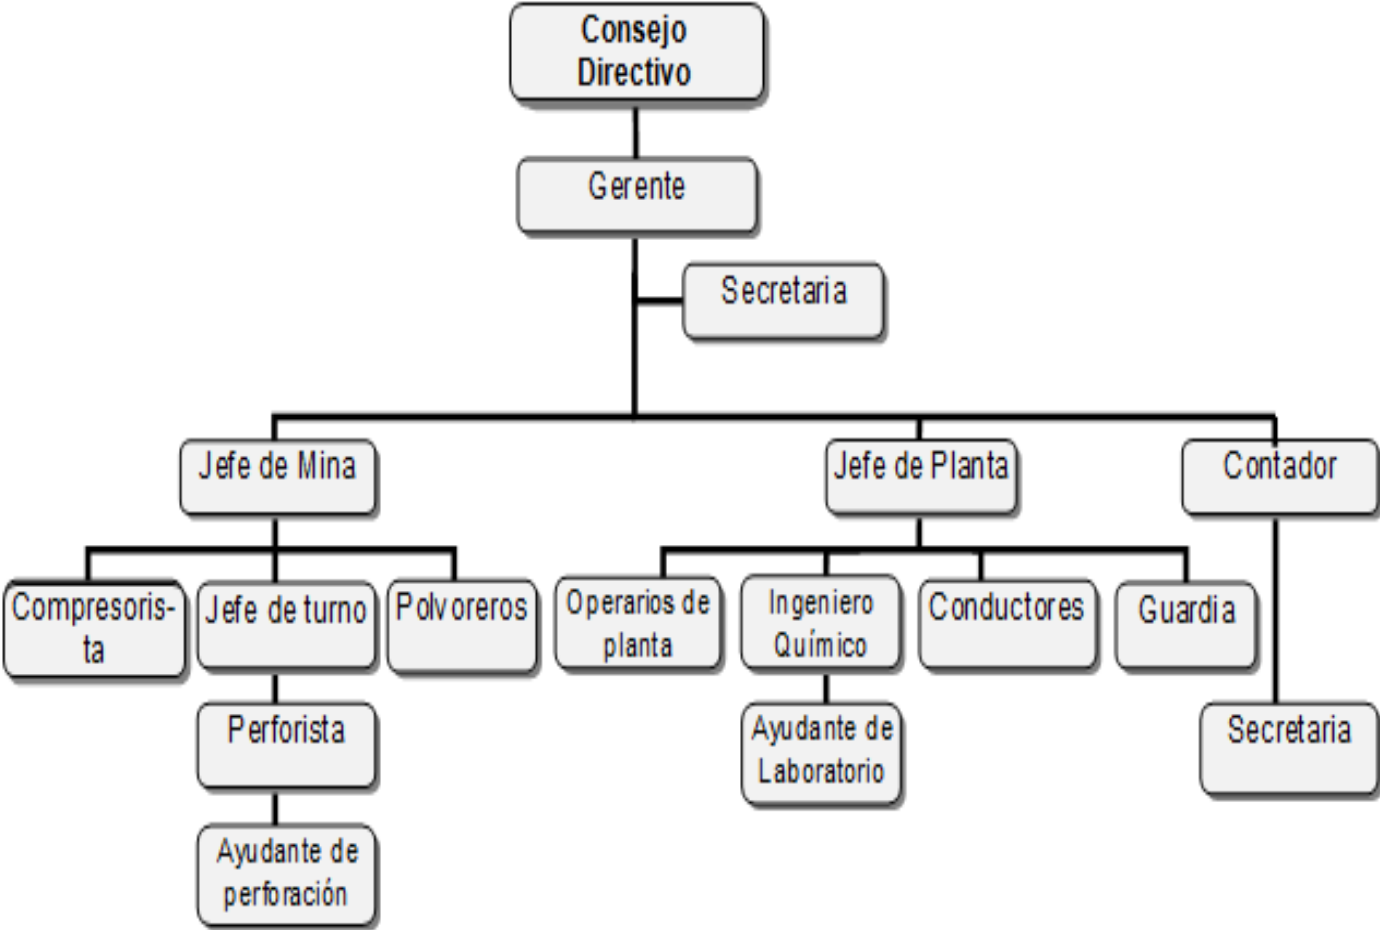 Consejo
Directivo
Gerente
Secretaria
Jefe de Mina
Jefe de Planta
Contador
Compresoris-
ta
Jefe de turno
Polvoreros
Operarios de
planta
Ingeniero
Químico
Conductores
Guardia
Perforista
Ayudante de
Laboratorio
Secretaria
Ayudante de
perforación